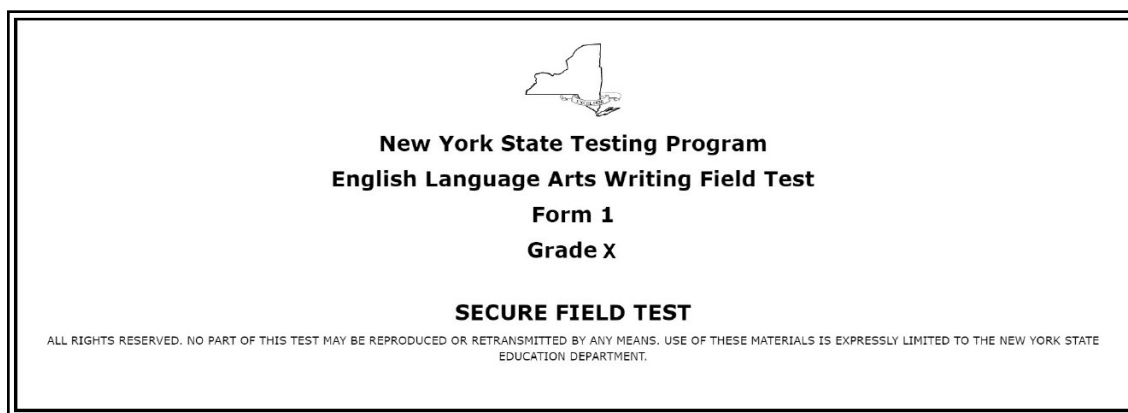 New York State Testing Program
English Language Arts Writing Field Test
Form 1
Grade X
SECURE FIELD TEST
ALL RIGHTS RESERVED. NO PART OF THIS TEST MAY BE REPRODUCED OR RETRANSMITTED BY ANY MEANS. USE OF THESE MATERIALS IS EXPRESSLY LIMITED TO THE NEW YORK STATE
EDUCATION DEPARTMENT.